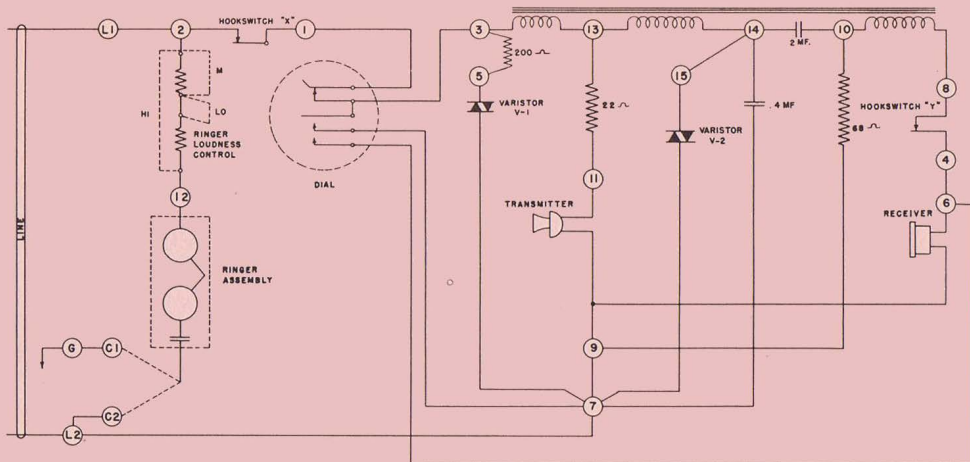 HOOKSWITCH "X"
L1
2
1
3
13
14
2 MF.
10
200 Ω
5
15
M
HI
LO
RINGER
LOUDNESS
CONTROL
VARISTOR
V-1
22 Ω
VARISTOR
V-2
.4 MF
68 Ω
8
HOOKSWITCH "Y"
4
DIAL
12
11
6
TRANSMITTER
RECEIVER
LINE
RINGER
ASSEMBLY
G
C1
9
7
C2
L2